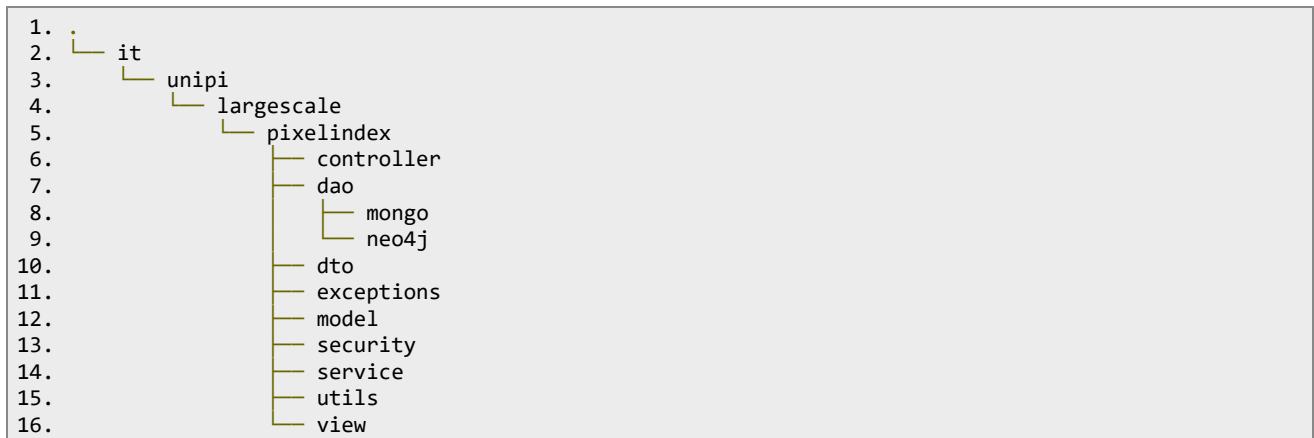 1. .
2. └── it
3.     └── unipi
4.         └── largescale
5.             └── pixelindex
6.                 ├── controller
7.                 ├── dao
8.                 │   ├── mongo
9.                 │   └── neo4j
10.                 ├── dto
11.                 ├── exceptions
12.                 ├── model
13.                 ├── security
14.                 ├── service
15.                 ├── utils
16.                 └── view